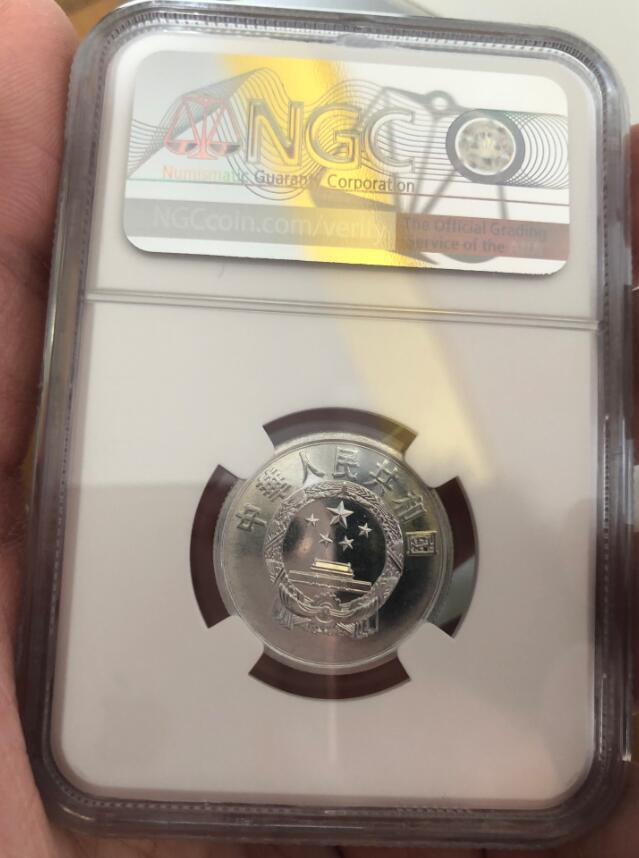 NGC
Numismatic Guaranty Corporation
NGCcoin.com/verify
The Official Grading
Service of the
中華人民共和国